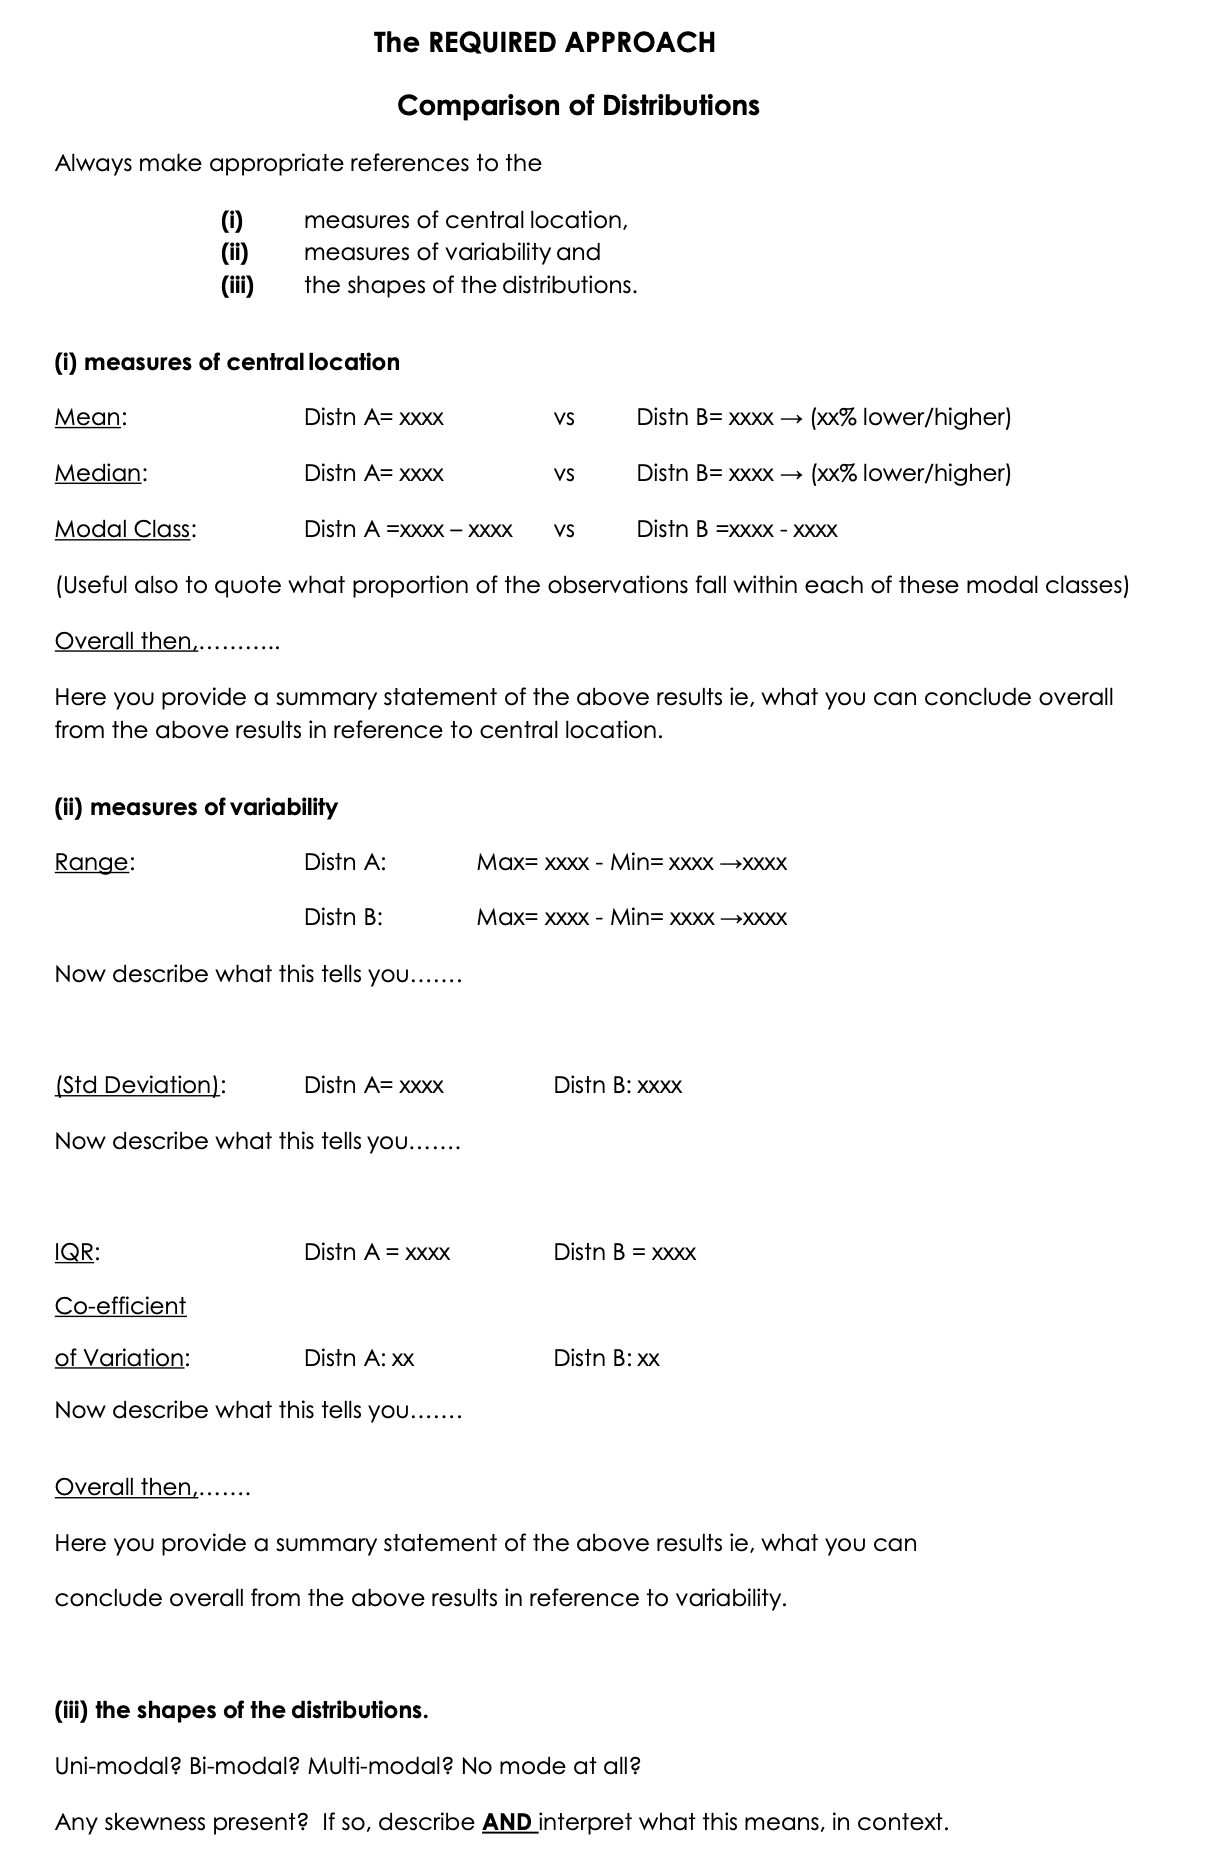 The REQUIRED APPROACH
Comparison of Distributions
Always make appropriate references to the
(i) measures of central location,
(ii) measures of variability and
(iii) the shapes of the distributions.
(i) measures of central location
Mean: Distn A= xxxx vs Distn B= xxxx → (xx% lower/higher)
Median: Distn A= xxxx vs Distn B= xxxx → (xx% lower/higher)
Modal Class: Distn A =xxxx – xxxx vs Distn B =xxxx - xxxx
(Useful also to quote what proportion of the observations fall within each of these modal classes)
Overall then,………..
Here you provide a summary statement of the above results ie, what you can conclude overall
from the above results in reference to central location.
(ii) measures of variability
Range: Distn A: Max= xxxx - Min= xxxx →xxxx
Distn B: Max= xxxx - Min= xxxx →xxxx
Now describe what this tells you…….
(Std Deviation): Distn A= xxxx Distn B: xxxx
Now describe what this tells you…….
IQR: Distn A = xxxx Distn B = xxxx
Co-efficient
of Variation: Distn A: xx Distn B: xx
Now describe what this tells you…….
Overall then,…….
Here you provide a summary statement of the above results ie, what you can
conclude overall from the above results in reference to variability.
(iii) the shapes of the distributions.
Uni-modal? Bi-modal? Multi-modal? No mode at all?
Any skewness present? If so, describe AND interpret what this means, in context.